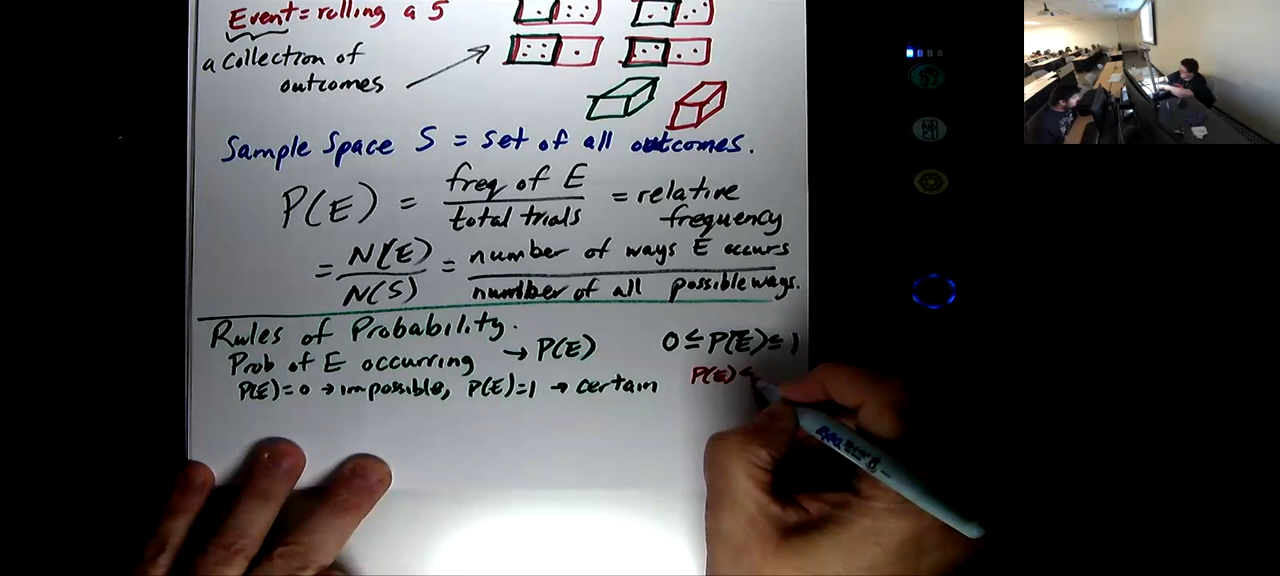 Event = rolling a 5
a collection of
outcomes
Sample Space S = set of all outcomes.
P(E) = freq of E / total trials = relative frequency
= N(E) / N(S) = number of ways E occurs / number of all possible ways.
Rules of Probability.
Prob of E occurring → P(E) 0 ≤ P(E) ≤ 1
P(E)=0 → impossible, P(E)=1 → certain
P(E) <